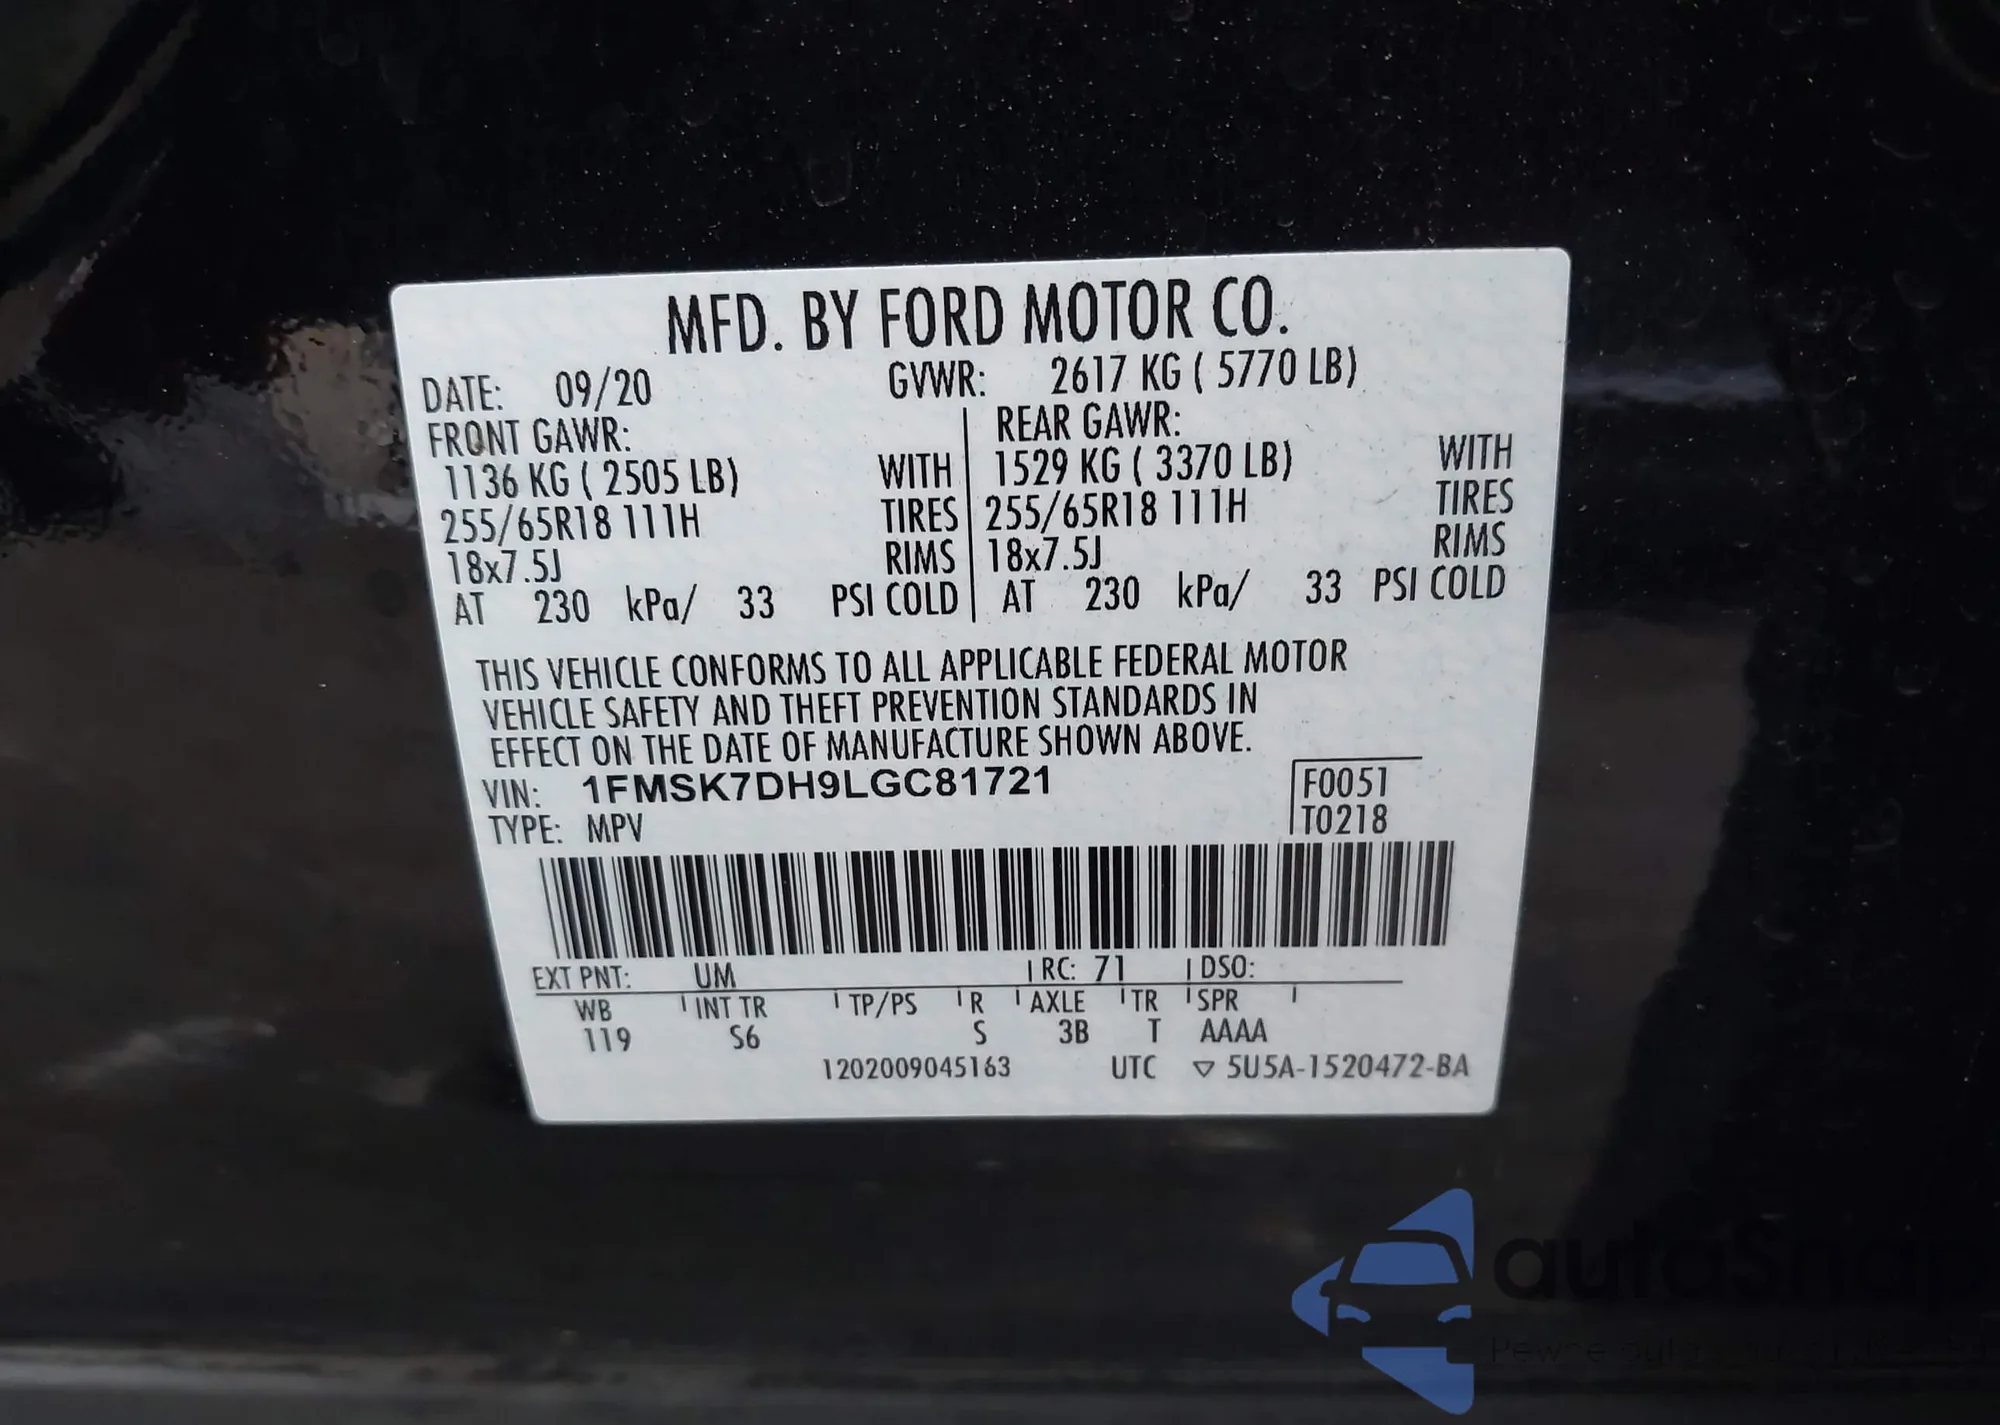 MFD. BY FORD MOTOR CO.
DATE: 09/20 GVWR: 2617 KG ( 5770 LB)
FRONT GAWR: REAR GAWR:
1136 KG ( 2505 LB) WITH 1529 KG ( 3370 LB) WITH
255/65R18 111H TIRES 255/65R18 111H TIRES
18x7.5J RIMS 18x7.5J RIMS
AT 230 kPa/ 33 PSI COLD AT 230 kPa/ 33 PSI COLD
THIS VEHICLE CONFORMS TO ALL APPLICABLE FEDERAL MOTOR
VEHICLE SAFETY AND THEFT PREVENTION STANDARDS IN
EFFECT ON THE DATE OF MANUFACTURE SHOWN ABOVE.
VIN: 1FMSK7DH9LGC81721 F0051
TYPE: MPV T0218
EXT PNT: UM RC: 71 DSO:
WB INT TR TP/PS R AXLE TR SPR
119 S6 S 3B T AAAA
1202009045163 UTC ▽ 5U5A-1520472-BA
autoSnap